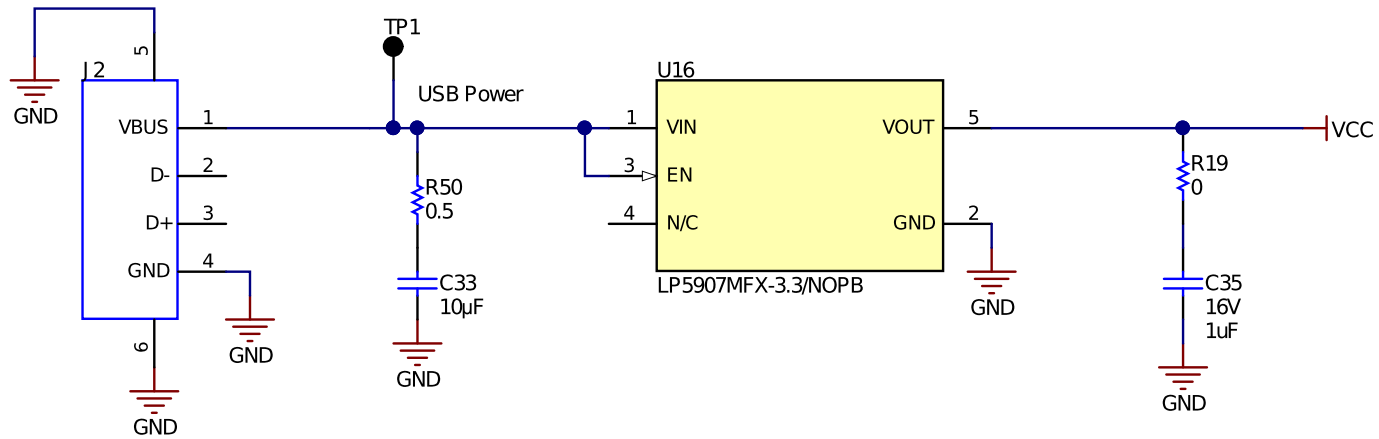 TP1
5
J2
GND
USB Power
U16
VBUS
1
1
VIN
VOUT
5
VCC
D-
2
3
EN
R50
0.5
R19
0
D+
3
4
N/C
GND
2
GND
4
C33
10µF
LP5907MFX-3.3/NOPB
GND
C35
16V
1uF
6
GND
GND
GND
GND